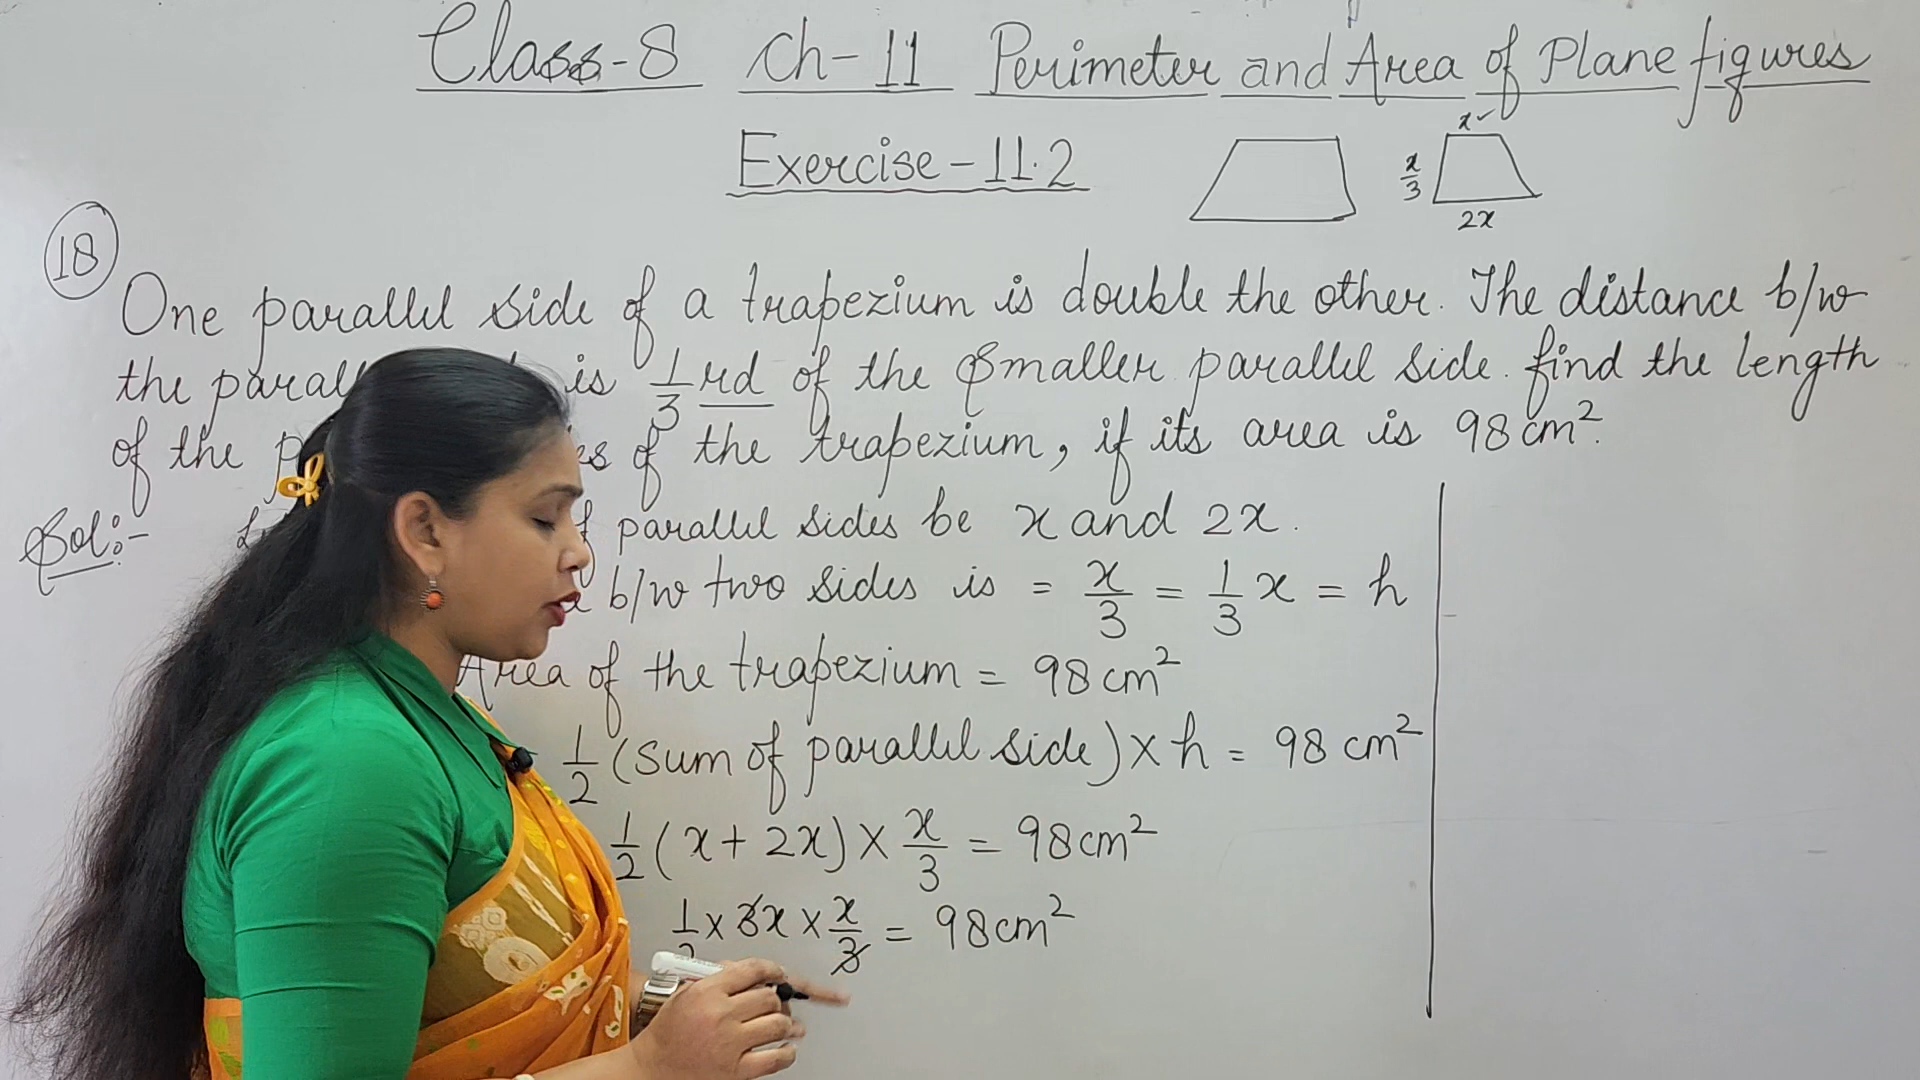 Class-8 Ch-11 Perimeter and Area of Plane figures
Exercise-11.2
x ✓
x/3
2x
18
One parallel side of a trapezium is double the other. The distance b/w
the is 1/3 rd of the smaller parallel side. find the length
of the of the trapezium, if its area is 98 cm².
Sol:- parallel sides be x and 2x.
b/w two sides is = x/3 = 1/3 x = h
Area of the trapezium = 98 cm²
1/2 (sum of parallel side) × h = 98 cm²
1/2 (x + 2x) × x/3 = 98 cm²
1/2 × 3x × x/3 = 98 cm²